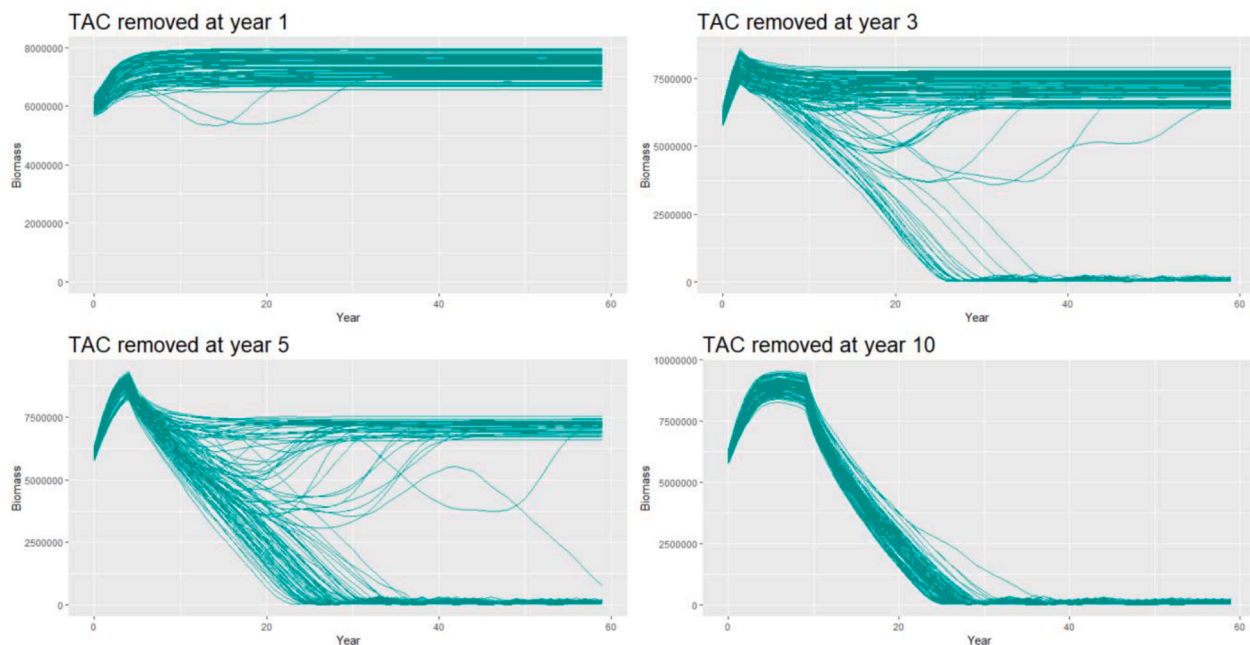 TAC removed at year 1
8000000
6000000
4000000
2000000
0
Biomass
0 20 40 60
Year
TAC removed at year 3
7500000
5000000
2500000
0
Biomass
0 20 40 60
Year
TAC removed at year 5
7500000
5000000
2500000
0
Biomass
0 20 40 60
Year
TAC removed at year 10
10000000
7500000
5000000
2500000
0
Biomass
0 20 40 60
Year